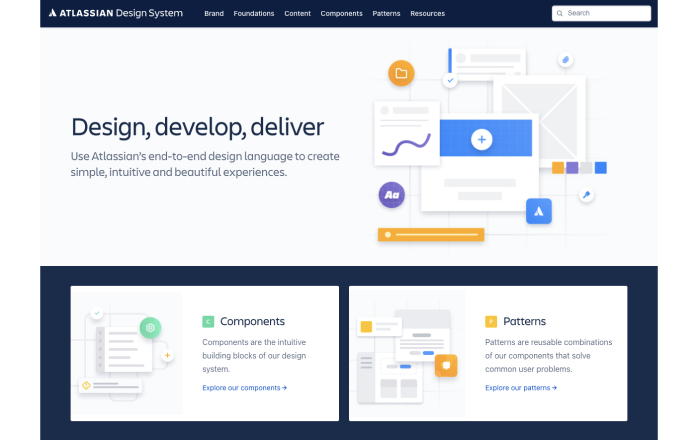 ATLASSIAN Design System
Brand
Foundations
Content
Components
Patterns
Resources
Search
Design, develop, deliver
Use Atlassian's end-to-end design language to create
simple, intuitive and beautiful experiences.
Aa
C
Components
Components are the intuitive
building blocks of our design
system.
Explore our components →
P
Patterns
Patterns are reusable combinations
of our components that solve
common user problems.
Explore our patterns →